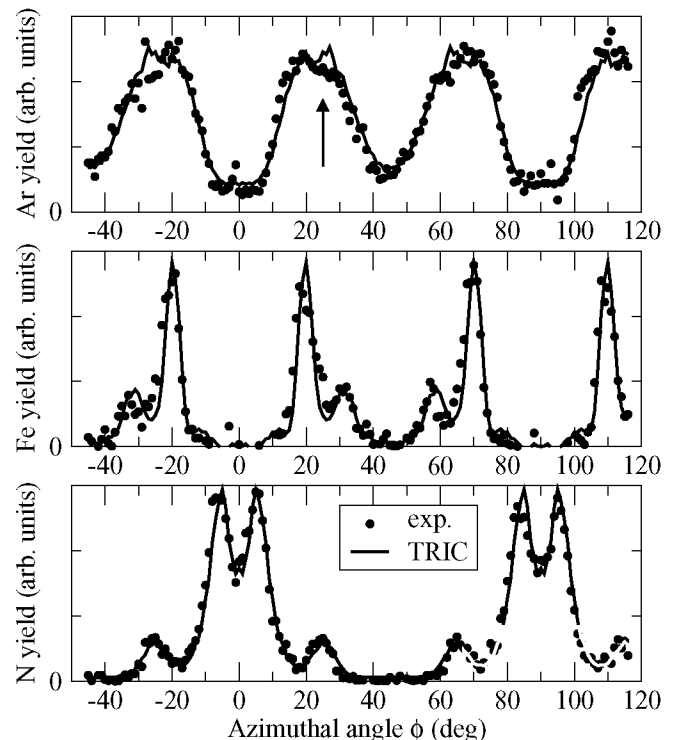 Ar yield (arb. units)
0
-40 -20 0 20 40 60 80 100 120
Fe yield (arb. units)
0
-40 -20 0 20 40 60 80 100 120
N yield (arb. units)
exp.
TRIC
0
-40 -20 0 20 40 60 80 100 120
Azimuthal angle ϕ (deg)